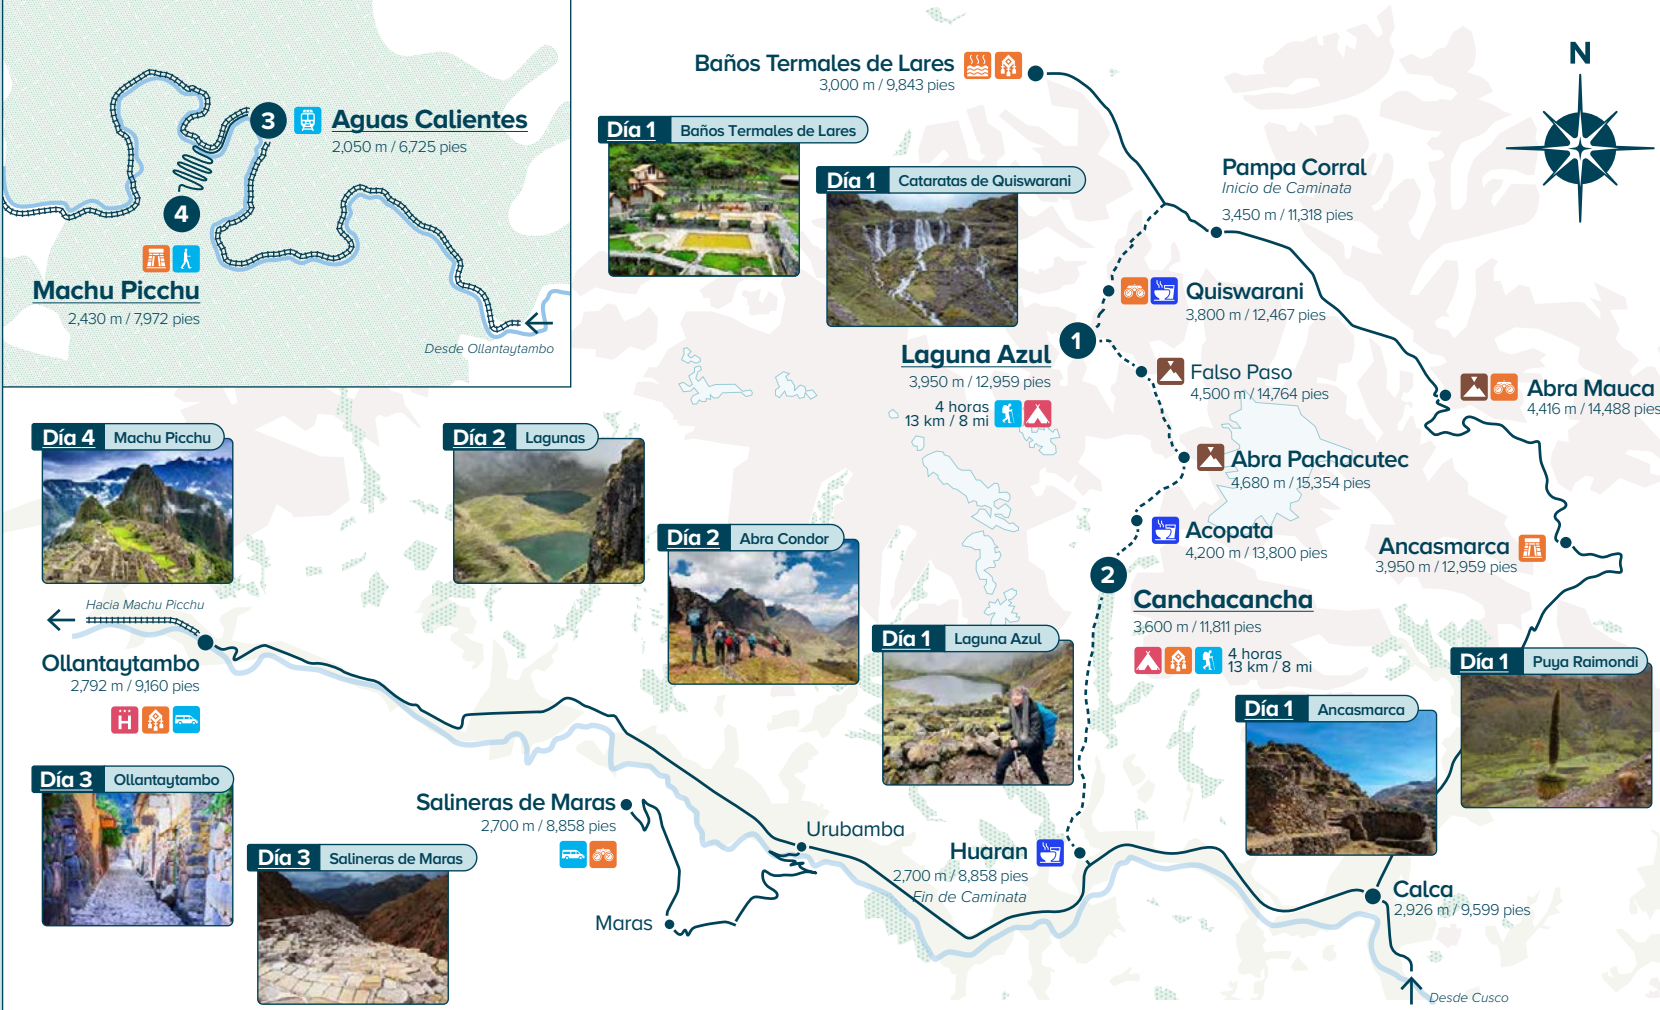 3
Aguas Calientes
2,050 m / 6,725 pies
4
Machu Picchu
2,430 m / 7,972 pies
Desde Ollantaytambo
Baños Termales de Lares
3,000 m / 9,843 pies
N
Día 1 Baños Termales de Lares
Día 1 Cataratas de Quiswarani
Pampa Corral
Inicio de Caminata
3,450 m / 11,318 pies
Quiswarani
3,800 m / 12,467 pies
1
Laguna Azul
3,950 m / 12,959 pies
4 horas
13 km / 8 mi
Falso Paso
4,500 m / 14,764 pies
Abra Mauca
4,416 m / 14,488 pies
Abra Pachacutec
4,680 m / 15,354 pies
Acopata
4,200 m / 13,800 pies
Ancasmarca
3,950 m / 12,959 pies
2
Canchacancha
3,600 m / 11,811 pies
4 horas
13 km / 8 mi
Día 4 Machu Picchu
Día 2 Lagunas
Día 2 Abra Condor
Día 1 Laguna Azul
Día 1 Puya Raimondi
Día 1 Ancasmarca
Hacia Machu Picchu
Ollantaytambo
2,792 m / 9,160 pies
H
Día 3 Ollantaytambo
Día 3 Salineras de Maras
Salineras de Maras
2,700 m / 8,858 pies
Urubamba
Maras
Huaran
2,700 m / 8,858 pies
Fin de Caminata
Calca
2,926 m / 9,599 pies
Desde Cusco